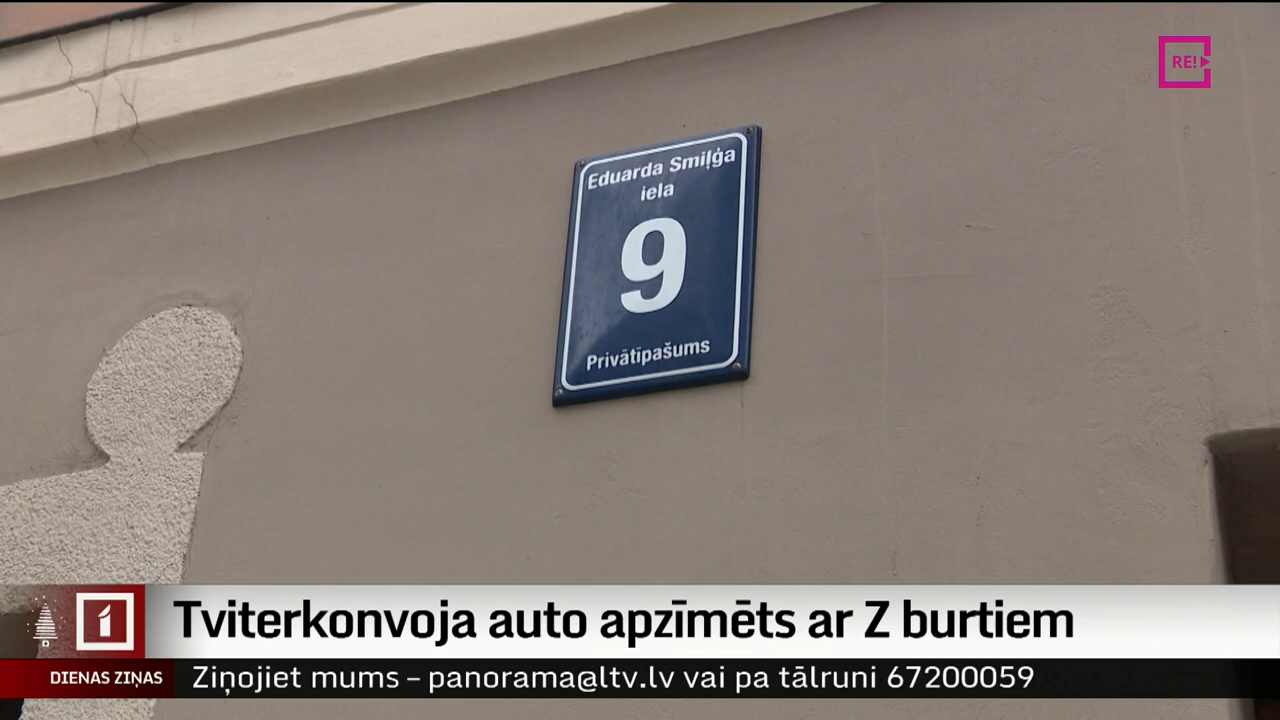 RE!
Eduarda Smiļģa
iela
9
Privātīpašums
1
Tviterkonvoja auto apzīmēts ar Z burtiem
DIENAS ZIŅAS
Ziņojiet mums – panorama@ltv.lv vai pa tālruni 67200059